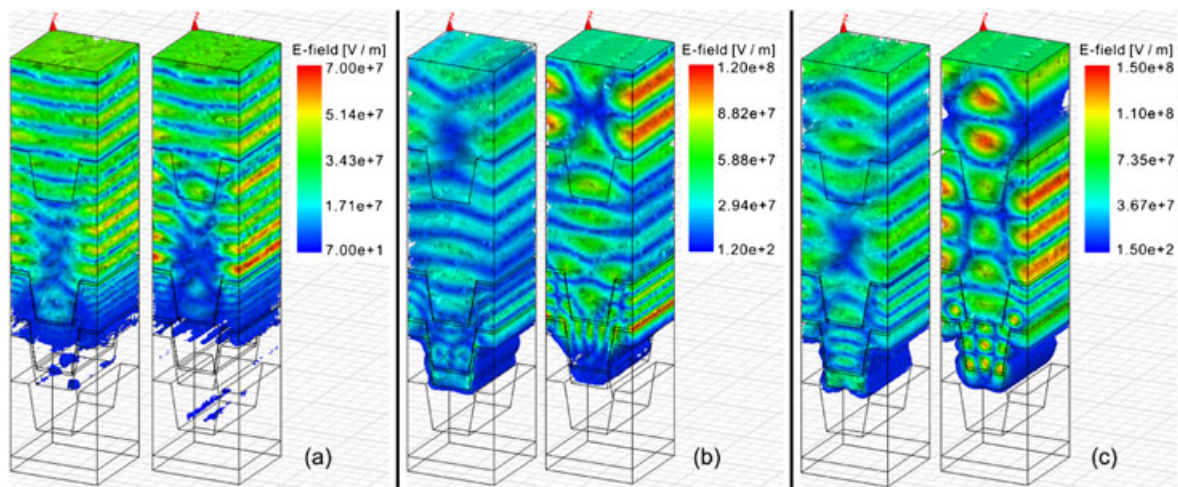 E-field [V / m]
7.00e+7
5.14e+7
3.43e+7
1.71e+7
7.00e+1
(a)
E-field [V / m]
1.20e+8
8.82e+7
5.88e+7
2.94e+7
1.20e+2
(b)
E-field [V / m]
1.50e+8
1.10e+8
7.35e+7
3.67e+7
1.50e+2
(c)